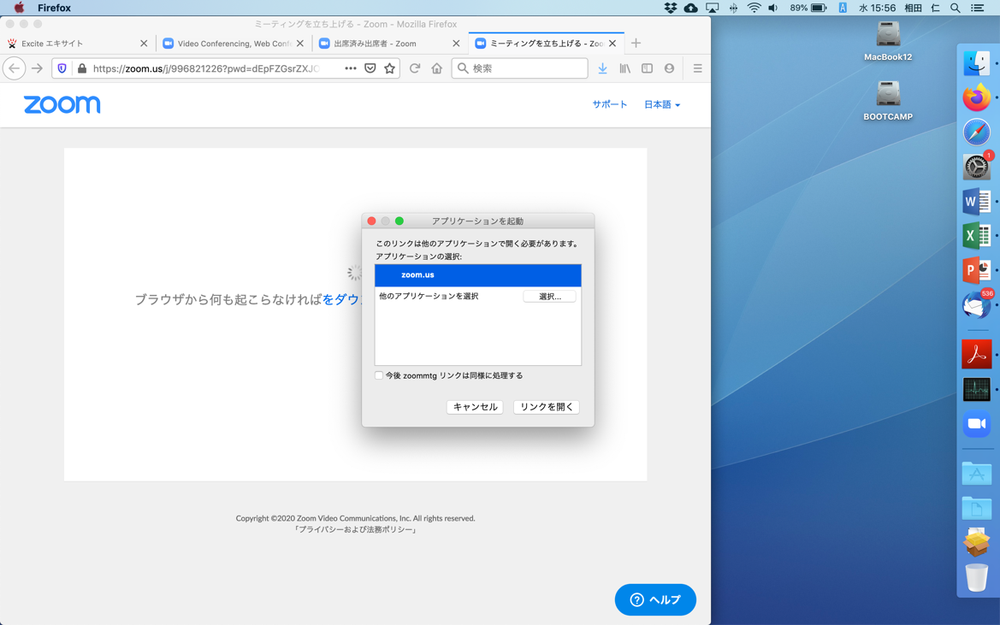 Firefox
89%
A
水 15:56
相田 仁
ミーティングを立ち上げる - Zoom - Mozilla Firefox
Excite エキサイト
Video Conferencing, Web Confe
出席済み出席者 - Zoom
ミーティングを立ち上げる - Zoo
https://zoom.us/j/996821226?pwd=dEpFZGsrZXJC
検索
zoom
サポート
日本語
アプリケーションを起動
このリンクは他のアプリケーションで開く必要があります。
アプリケーションの選択:
zoom.us
他のアプリケーションを選択
選択...
ブラウザから何も起こらなければをダウ
今後 zoommtg リンクは同様に処理する
キャンセル
リンクを開く
Copyright ©2020 Zoom Video Communications, Inc. All rights reserved.
「プライバシーおよび法務ポリシー」
ヘルプ
MacBook12
BOOTCAMP
1
W
X
P
536